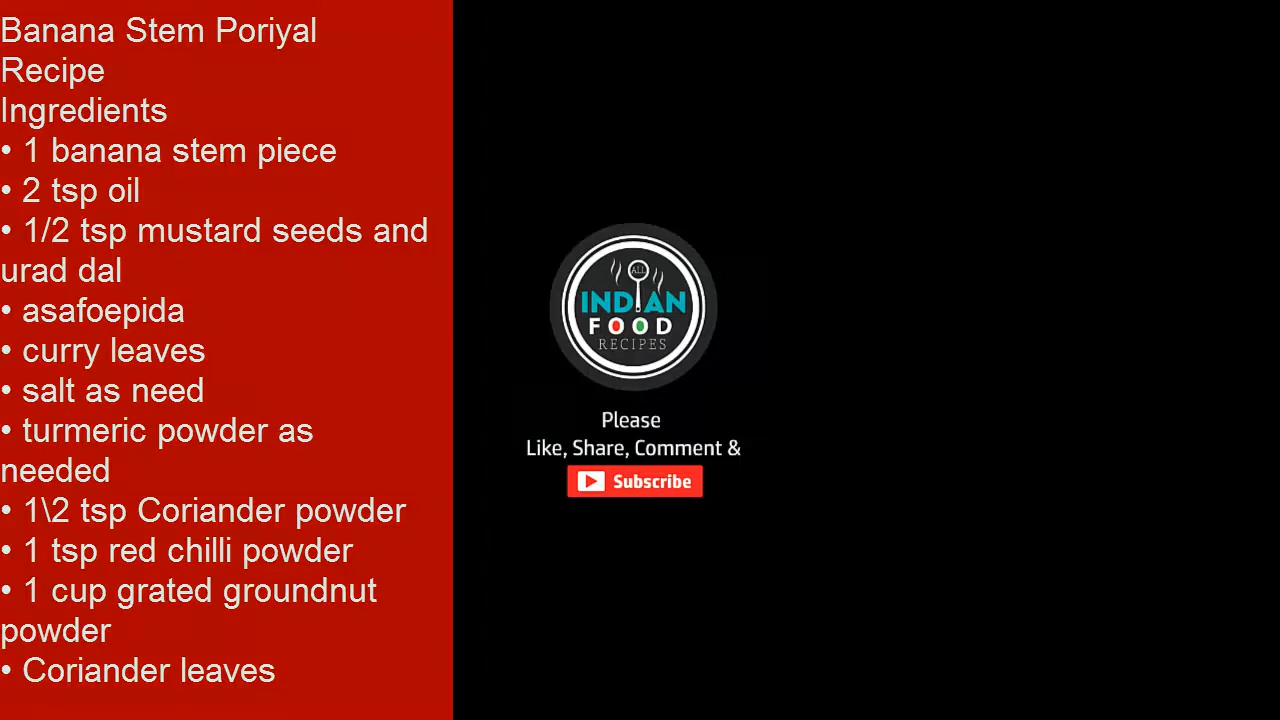 Banana Stem Poriyal
Recipe
Ingredients
• 1 banana stem piece
• 2 tsp oil
• 1/2 tsp mustard seeds and
urad dal
• asafoepida
• curry leaves
• salt as need
• turmeric powder as
needed
• 1\2 tsp Coriander powder
• 1 tsp red chilli powder
• 1 cup grated groundnut
powder
• Coriander leaves
ALL
INDIAN
FOOD
RECIPES
Please
Like, Share, Comment &
Subscribe